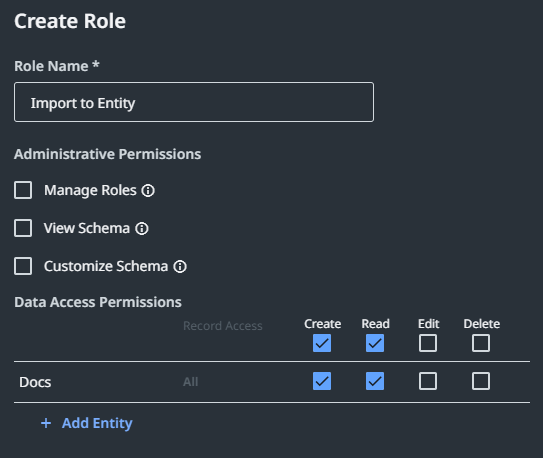 Create Role
Role Name *
Import to Entity
Administrative Permissions
Manage Roles
View Schema
Customize Schema
Data Access Permissions
Record Access Create Read Edit Delete
Docs All
+ Add Entity